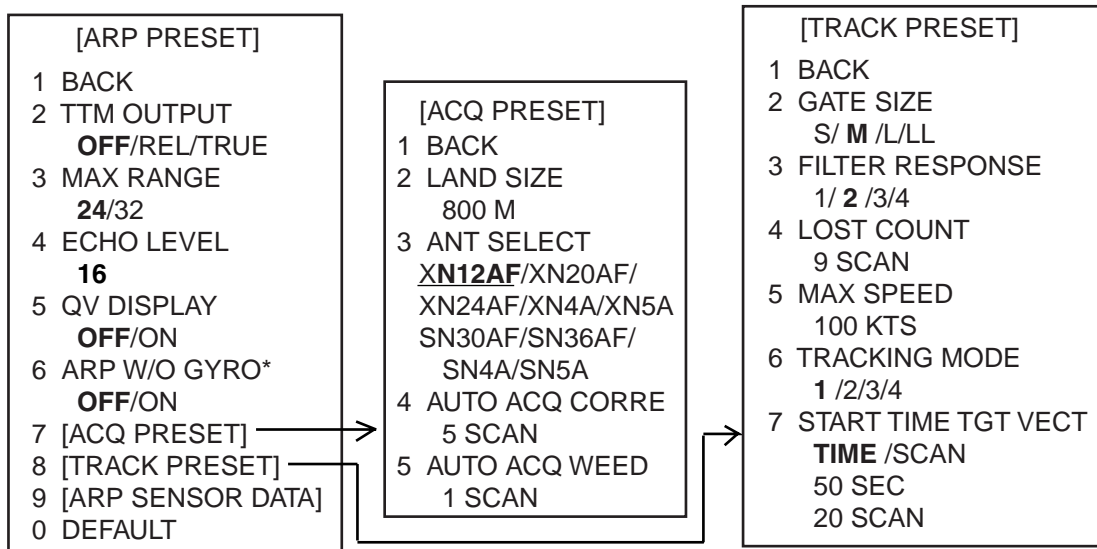 [ARP PRESET]
1 BACK
2 TTM OUTPUT
OFF/REL/TRUE
3 MAX RANGE
24/32
4 ECHO LEVEL
16
5 QV DISPLAY
OFF/ON
6 ARP W/O GYRO*
OFF/ON
7 [ACQ PRESET]
8 [TRACK PRESET]
9 [ARP SENSOR DATA]
0 DEFAULT
[ACQ PRESET]
1 BACK
2 LAND SIZE
800 M
3 ANT SELECT
XN12AF/XN20AF/
XN24AF/XN4A/XN5A
SN30AF/SN36AF/
SN4A/SN5A
4 AUTO ACQ CORRE
5 SCAN
5 AUTO ACQ WEED
1 SCAN
[TRACK PRESET]
1 BACK
2 GATE SIZE
S/ M /L/LL
3 FILTER RESPONSE
1/ 2 /3/4
4 LOST COUNT
9 SCAN
5 MAX SPEED
100 KTS
6 TRACKING MODE
1 /2/3/4
7 START TIME TGT VECT
TIME /SCAN
50 SEC
20 SCAN